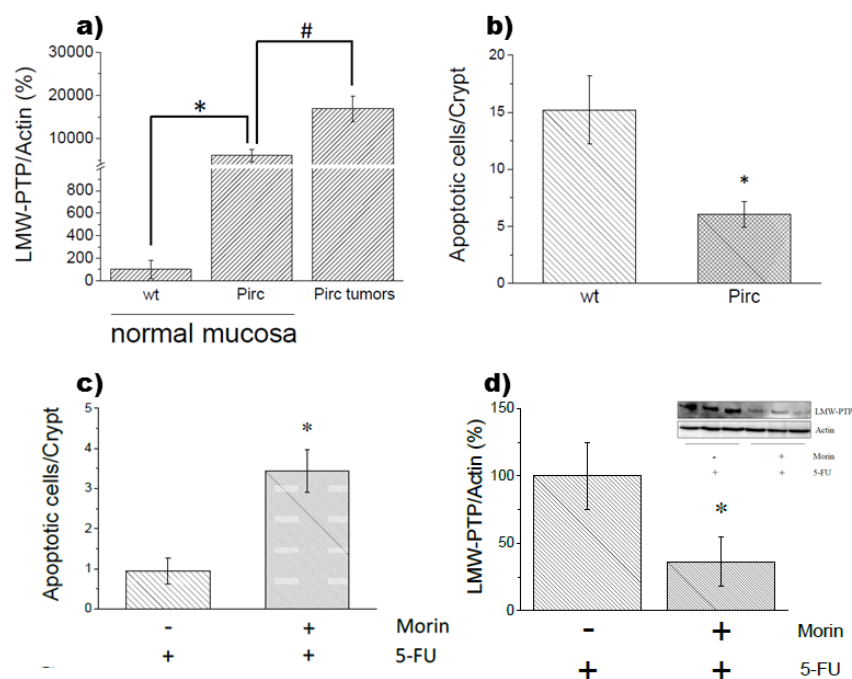 a)
#
*
LMW-PTP/Actin (%)
30000
20000
10000
800
600
400
200
0
wt Pirc Pirc tumors
normal mucosa
b)
Apoptotic cells/Crypt
20
15
10
5
0
*
wt Pirc
c)
Apoptotic cells/Crypt
5
4
3
2
1
0
*
- + Morin
+ + 5-FU
d)
LMW-PTP/Actin (%)
150
100
50
0
*
LMW-PTP
Actin
- + Morin
+ + 5-FU
- + Morin
+ + 5-FU